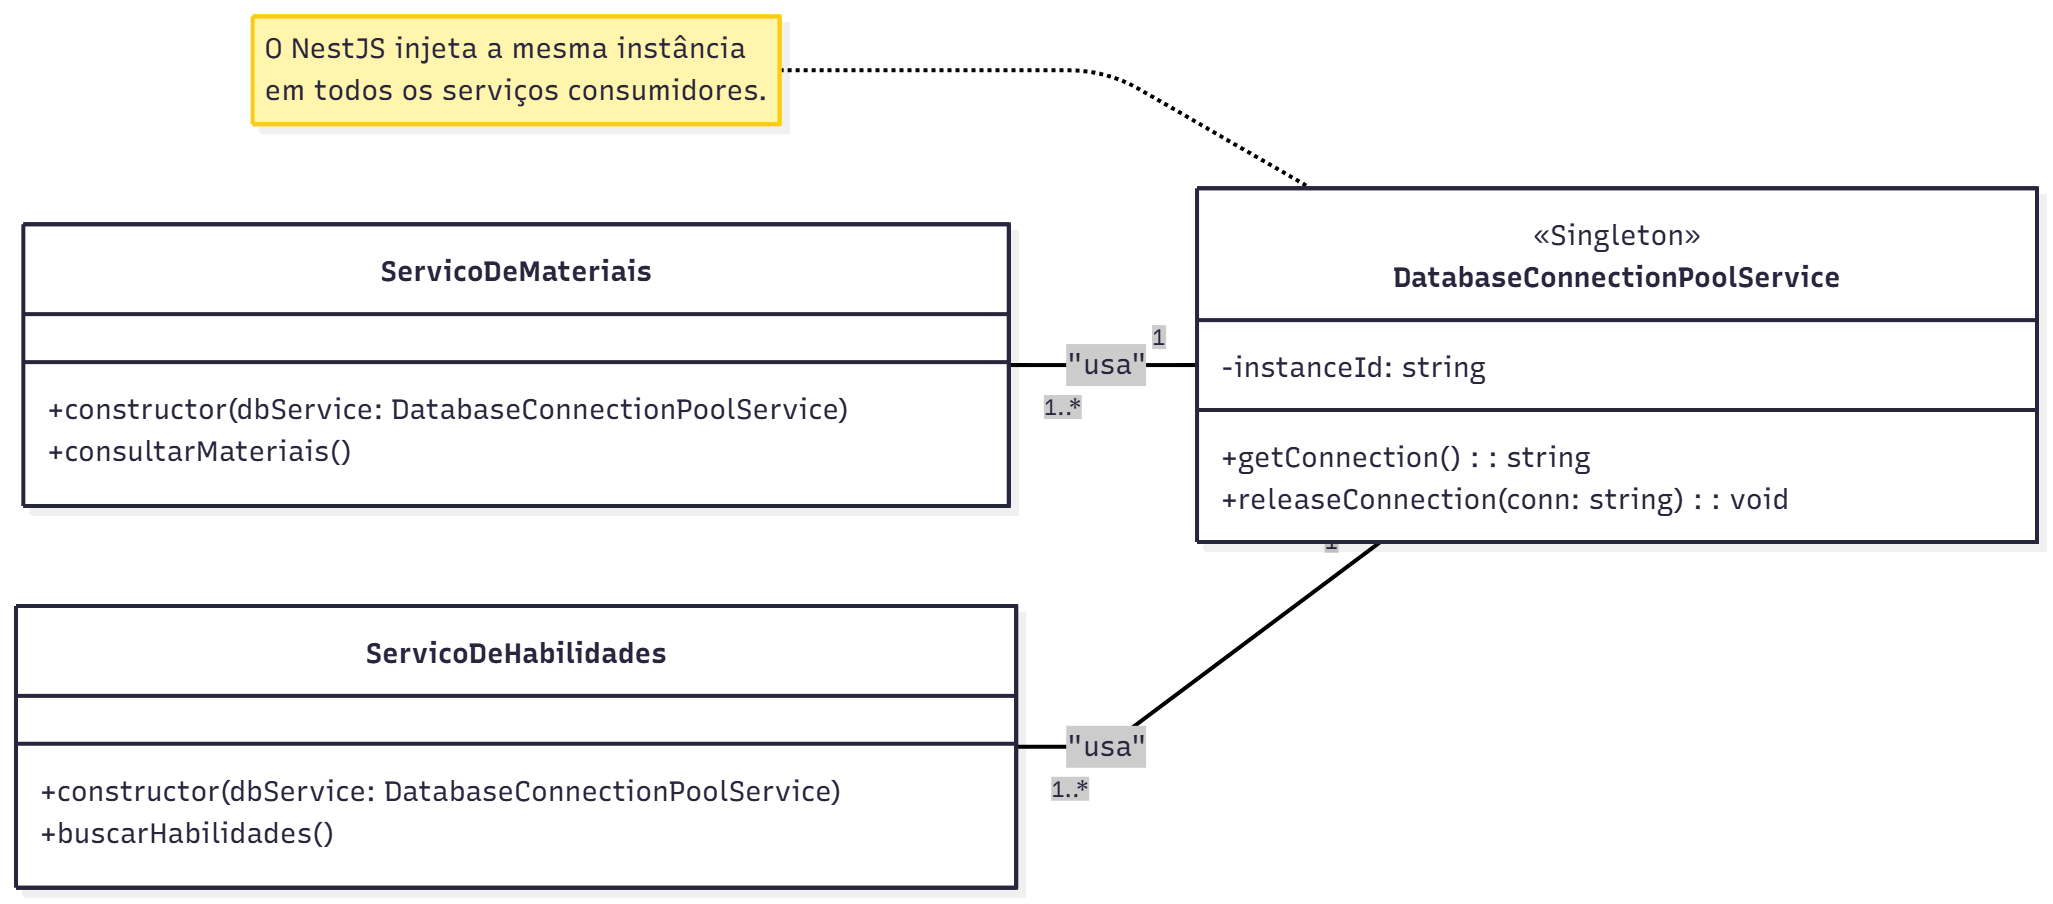 O NestJS injeta a mesma instância
em todos os serviços consumidores.
ServicoDeMateriais
+constructor(dbService: DatabaseConnectionPoolService)
+consultarMateriais()
"usa"
1
1..*
«Singleton»
DatabaseConnectionPoolService
-instanceId: string
+getConnection() : : string
+releaseConnection(conn: string) : : void
1
ServicoDeHabilidades
+constructor(dbService: DatabaseConnectionPoolService)
+buscarHabilidades()
"usa"
1..*